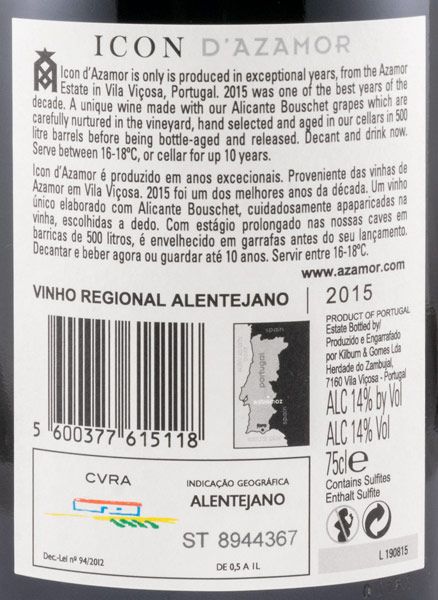 ICON D'AZAMOR
Icon d'Azamor is only is produced in exceptional years, from the Azamor
Estate in Vila Viçosa, Portugal. 2015 was one of the best years of the
decade. A unique wine made with our Alicante Bouschet grapes which are
carefully nurtured in the vineyard, hand selected and aged in our cellars in 500
litre barrels before being bottle-aged and released. Decant and drink now.
Serve between 16-18ºC, or cellar for up 10 years.
Icon d'Azamor é produzido em anos excecionais. Proveniente das vinhas de
Azamor em Vila Viçosa. 2015 foi um dos melhores anos da década. Um vinho
único elaborado com Alicante Bouschet, cuidadosamente apaparicadas na
vinha, escolhidas a dedo. Com estágio prolongado nas nossas caves em
barricas de 500 litros, é envelhecido em garrafas antes do seu lançamento.
Decantar e beber agora ou guardar até 10 anos. Servir entre 16-18ºC.
www.azamor.com
VINHO REGIONAL ALENTEJANO
2015
PRODUCT OF PORTUGAL
Estate Bottled by/
Produzido e Engarrafado
por Kilburn & Gomes Lda
Herdade do Zambujal,
7160 Vila Viçosa - Portugal
ALC 14% by Vol
ALC 14% Vol
75cl e
Contains Sulfites
Enthalt Sulfite
L 190815
spain
portugal
spain
5 600377 615118
CVRA
Dec.-Lei nº 94/2012
INDICAÇÃO GEOGRÁFICA
ALENTEJANO
ST 8944367
DE 0,5 A 1L